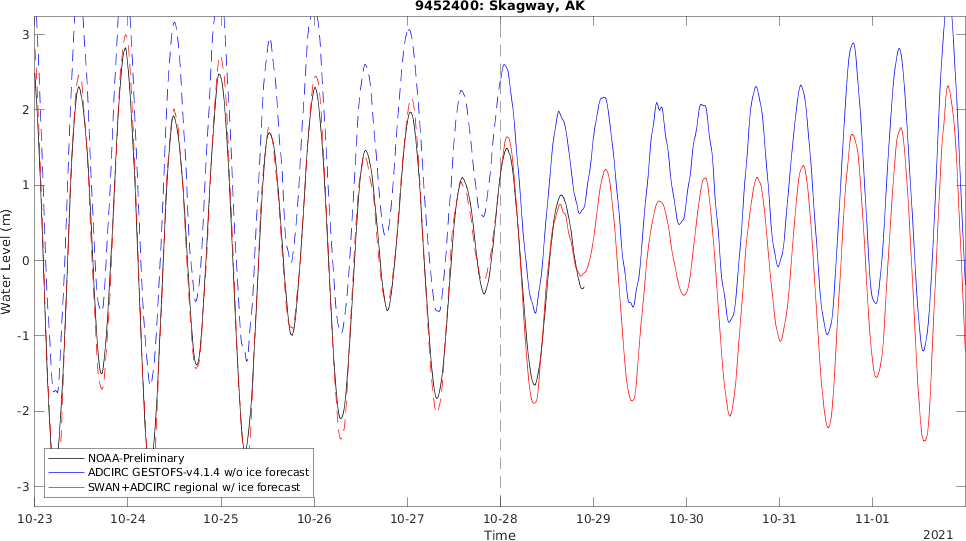 9452400: Skagway, AK
Water Level (m)
3
2
1
0
-1
-2
-3
NOAA-Preliminary
ADCIRC GESTOFS-v4.1.4 w/o ice forecast
SWAN+ADCIRC regional w/ ice forecast
10-23 10-24 10-25 10-26 10-27 10-28 10-29 10-30 10-31 11-01
Time
2021